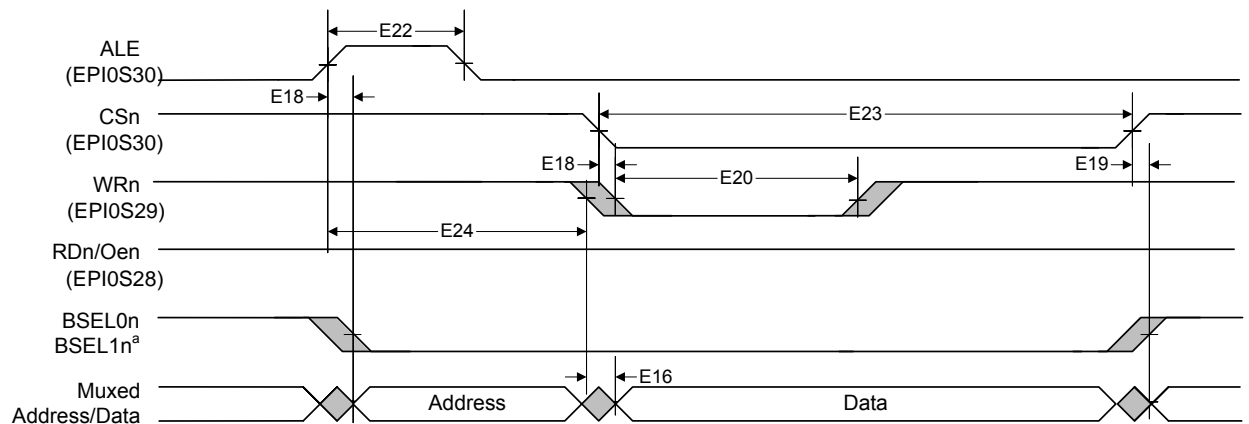 E22
ALE
(EPI0S30)
E18
CSn
(EPI0S30)
E23
E18
E19
WRn
(EPI0S29)
E20
E24
RDn/Oen
(EPI0S28)
BSEL0n
BSEL1nª
E16
Muxed
Address/Data
Address
Data